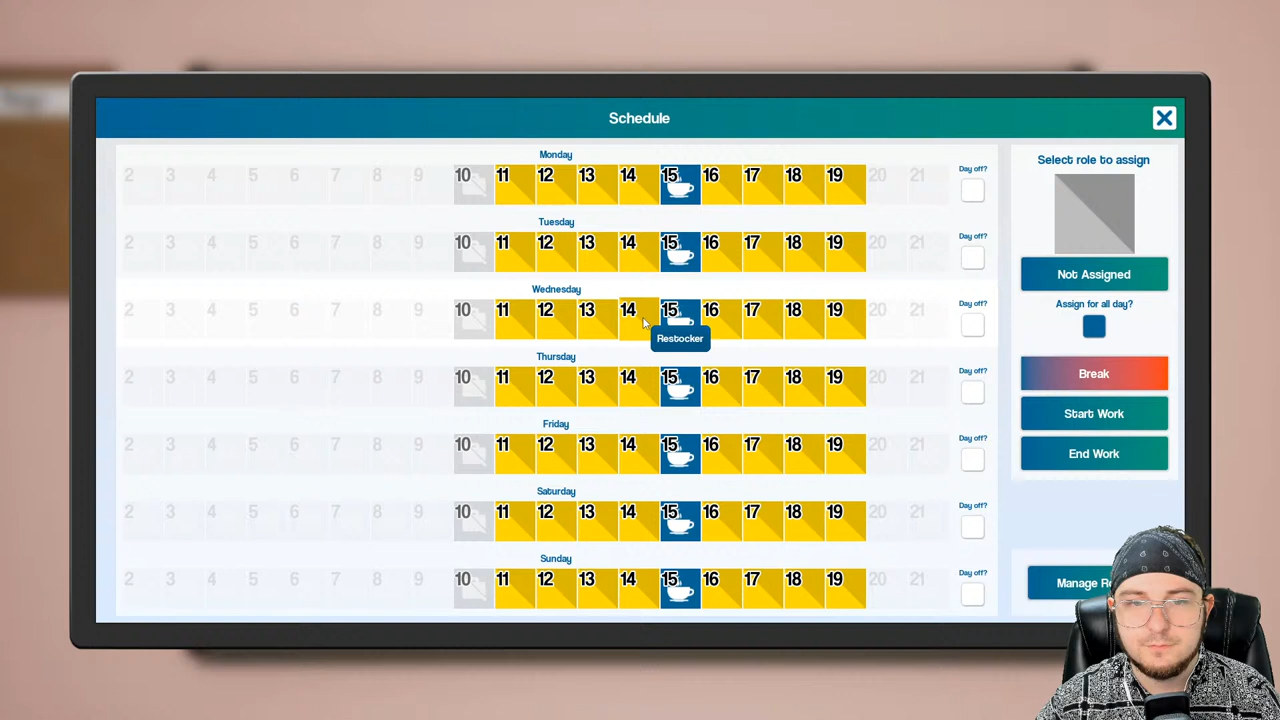 Schedule
Monday
2 3 4 5 6 7 8 9 10 11 12 13 14 15 16 17 18 19 20 21
Day off?
Tuesday
2 3 4 5 6 7 8 9 10 11 12 13 14 15 16 17 18 19 20 21
Day off?
Wednesday
2 3 4 5 6 7 8 9 10 11 12 13 14 15 16 17 18 19 20 21
Day off?
Restocker
Thursday
2 3 4 5 6 7 8 9 10 11 12 13 14 15 16 17 18 19 20 21
Day off?
Friday
2 3 4 5 6 7 8 9 10 11 12 13 14 15 16 17 18 19 20 21
Day off?
Saturday
2 3 4 5 6 7 8 9 10 11 12 13 14 15 16 17 18 19 20 21
Day off?
Sunday
2 3 4 5 6 7 8 9 10 11 12 13 14 15 16 17 18 19 20 21
Day off?
Select role to assign
Not Assigned
Assign for all day?
Break
Start Work
End Work
Manage